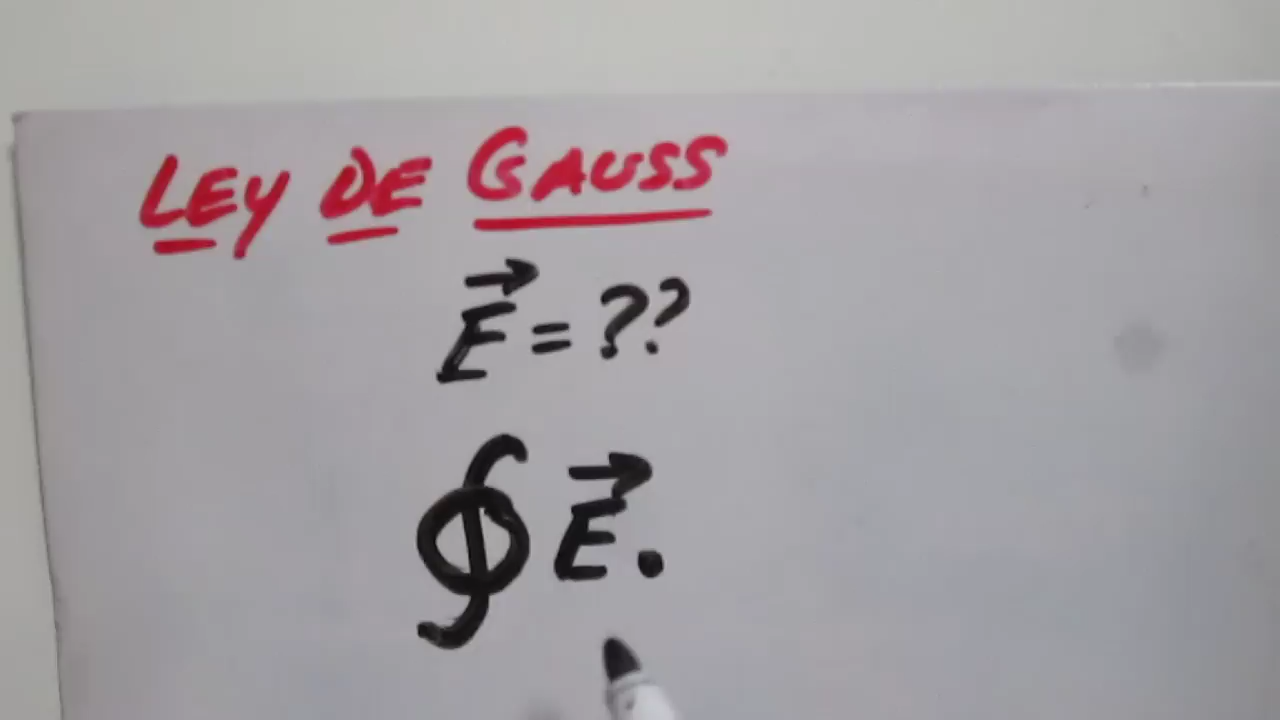 LEY DE GAUSS
E⃗ = ??
∮ E⃗ .